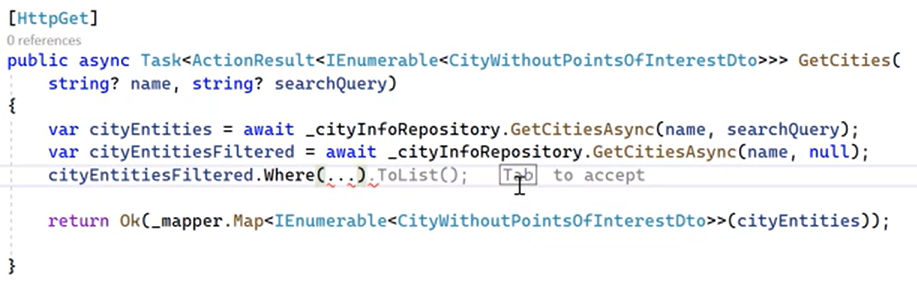 [HttpGet]
0 references
public async Task<ActionResult<IEnumerable<CityWithoutPointsOfInterestDto>>> GetCities(
string? name, string? searchQuery)
{
var cityEntities = await _cityInfoRepository.GetCitiesAsync(name, searchQuery);
var cityEntitiesFiltered = await _cityInfoRepository.GetCitiesAsync(name, null);
cityEntitiesFiltered.Where(...).ToList(); Tab to accept
return Ok(_mapper.Map<IEnumerable<CityWithoutPointsOfInterestDto>>(cityEntities));
}